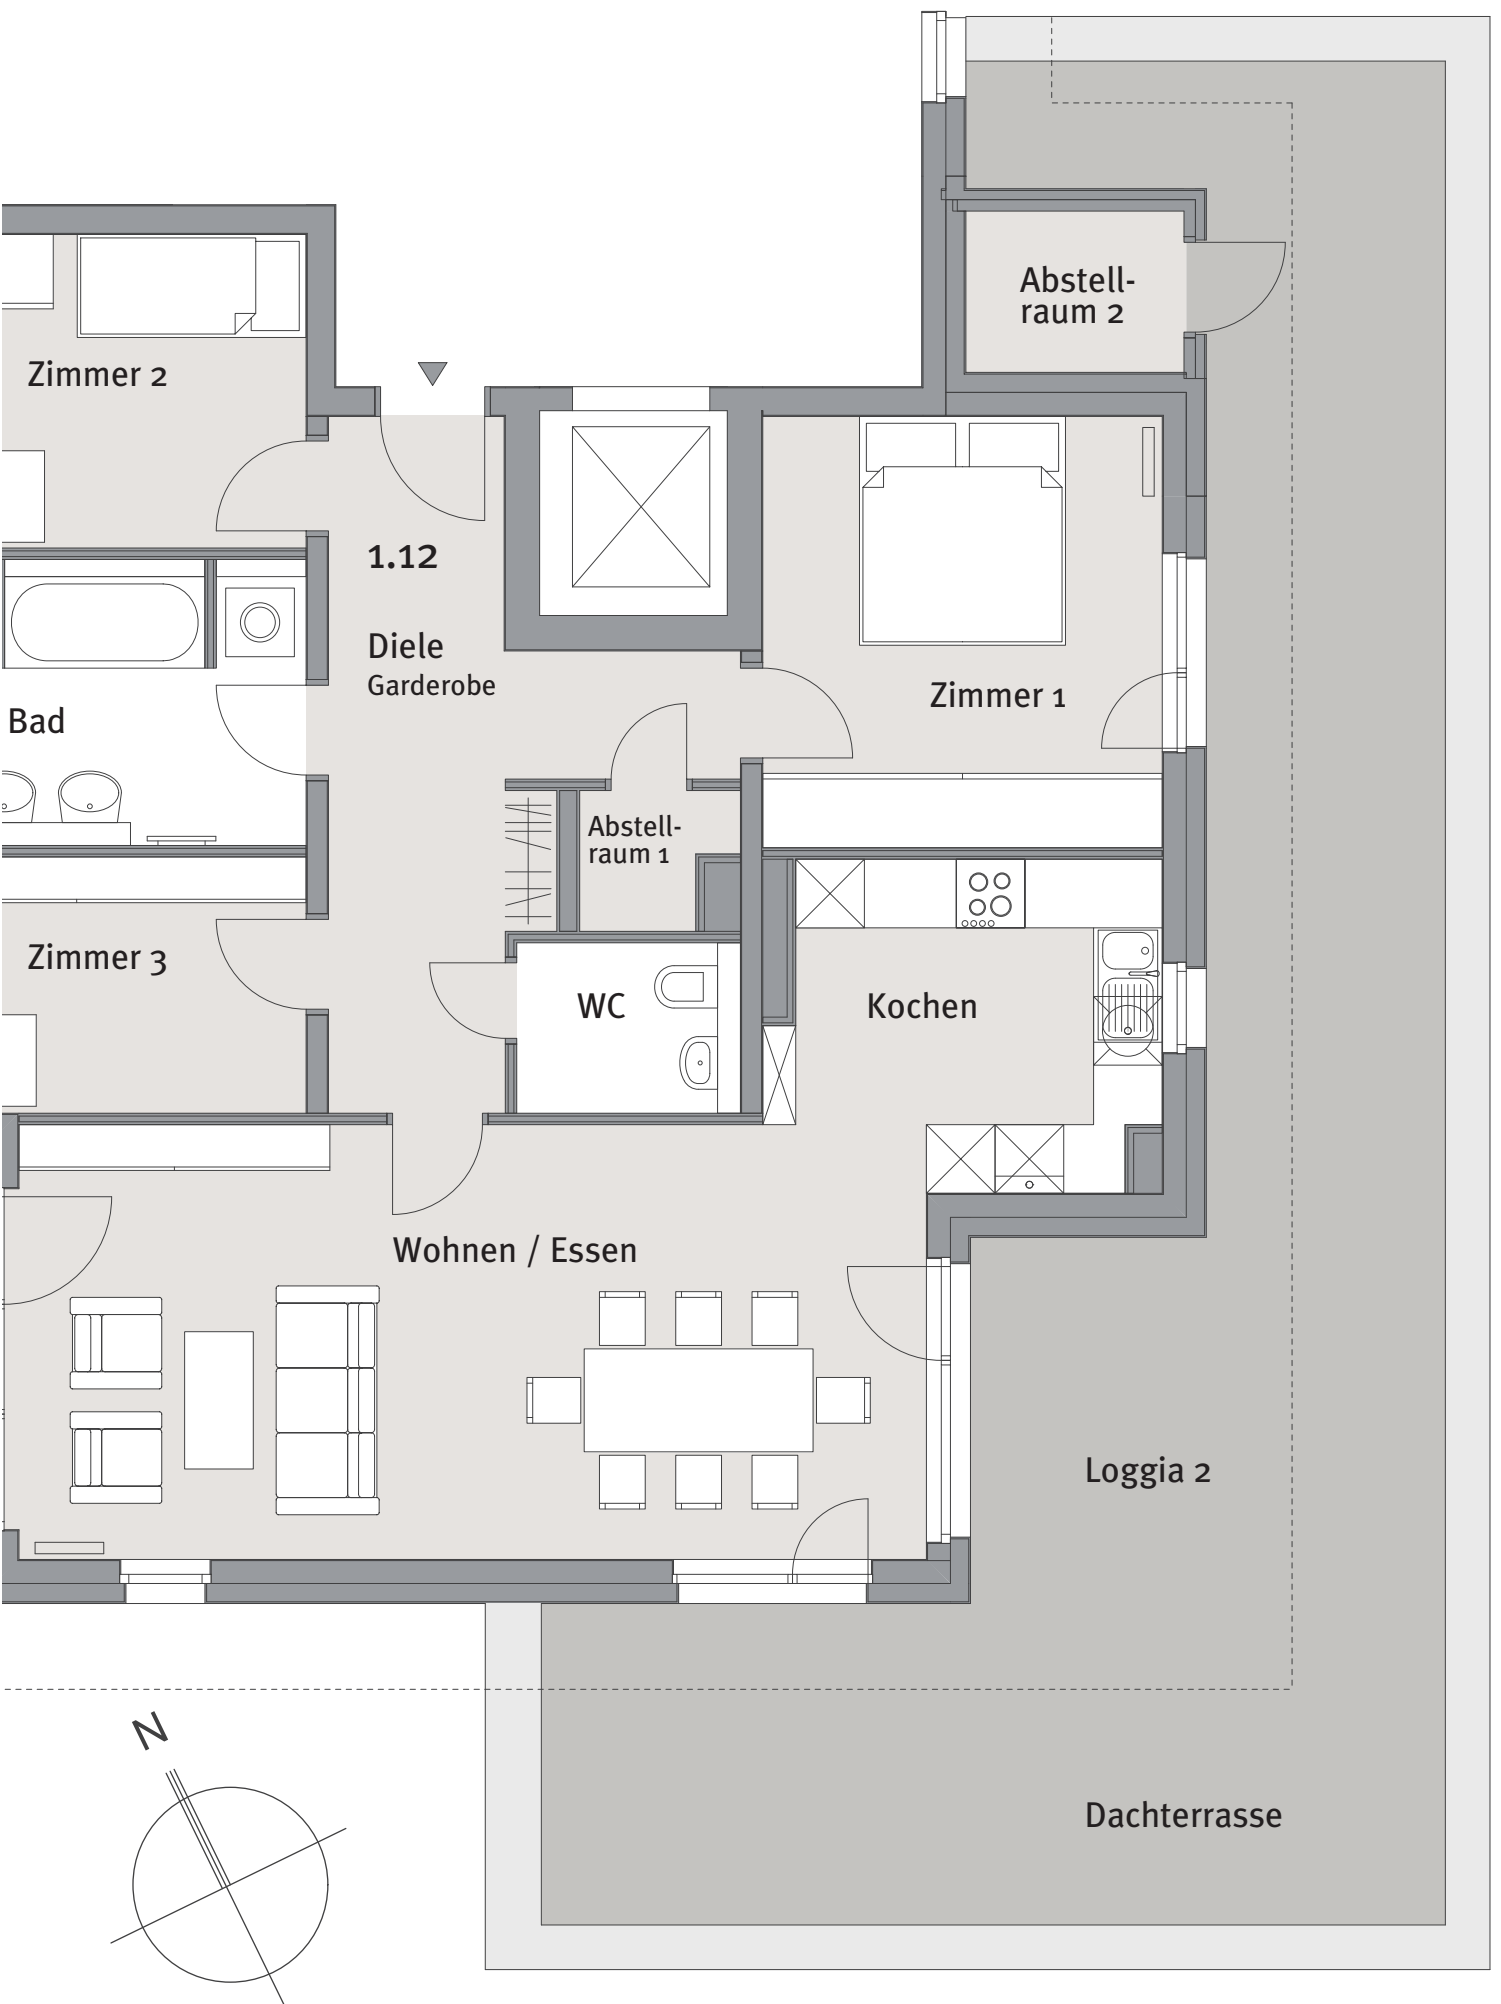 Abstell-
raum 2
Zimmer 2
1.12
Diele
Garderobe
Zimmer 1
Bad
Abstell-
raum 1
Zimmer 3
WC
Kochen
Wohnen / Essen
Loggia 2
N
Dachterrasse